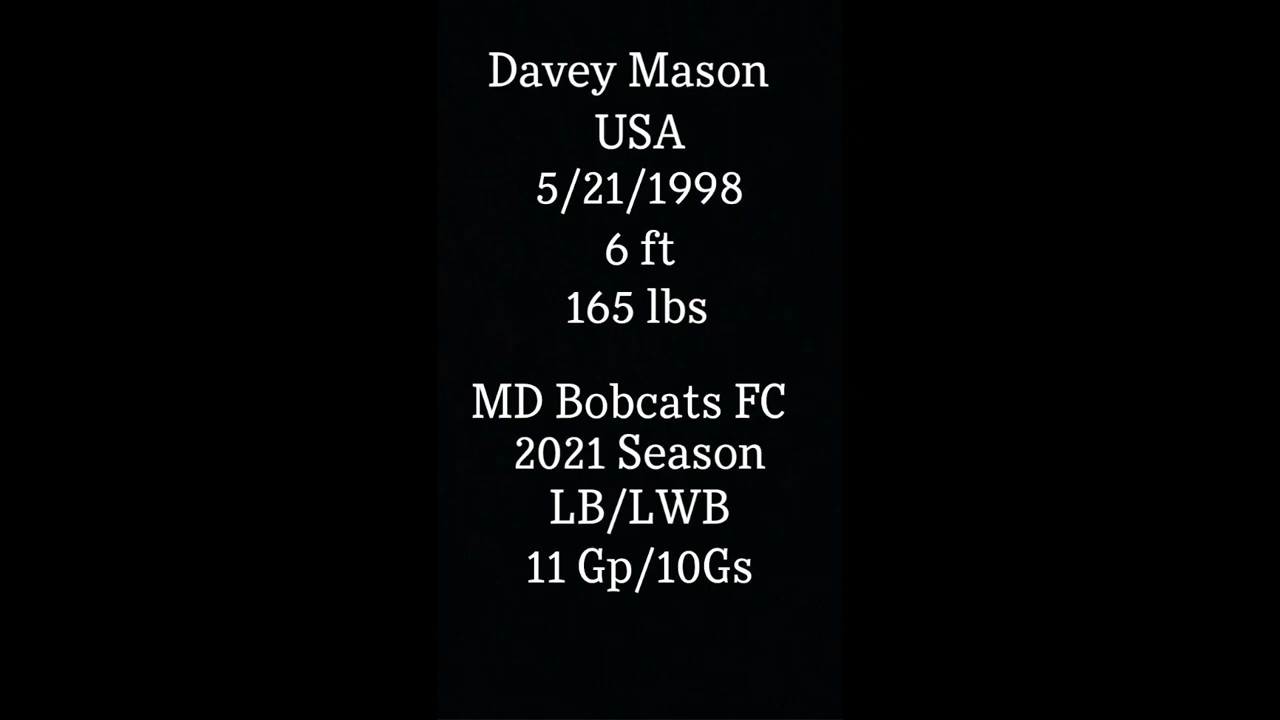 Davey Mason
USA
5/21/1998
6 ft
165 lbs
MD Bobcats FC
2021 Season
LB/LWB
11 Gp/10Gs